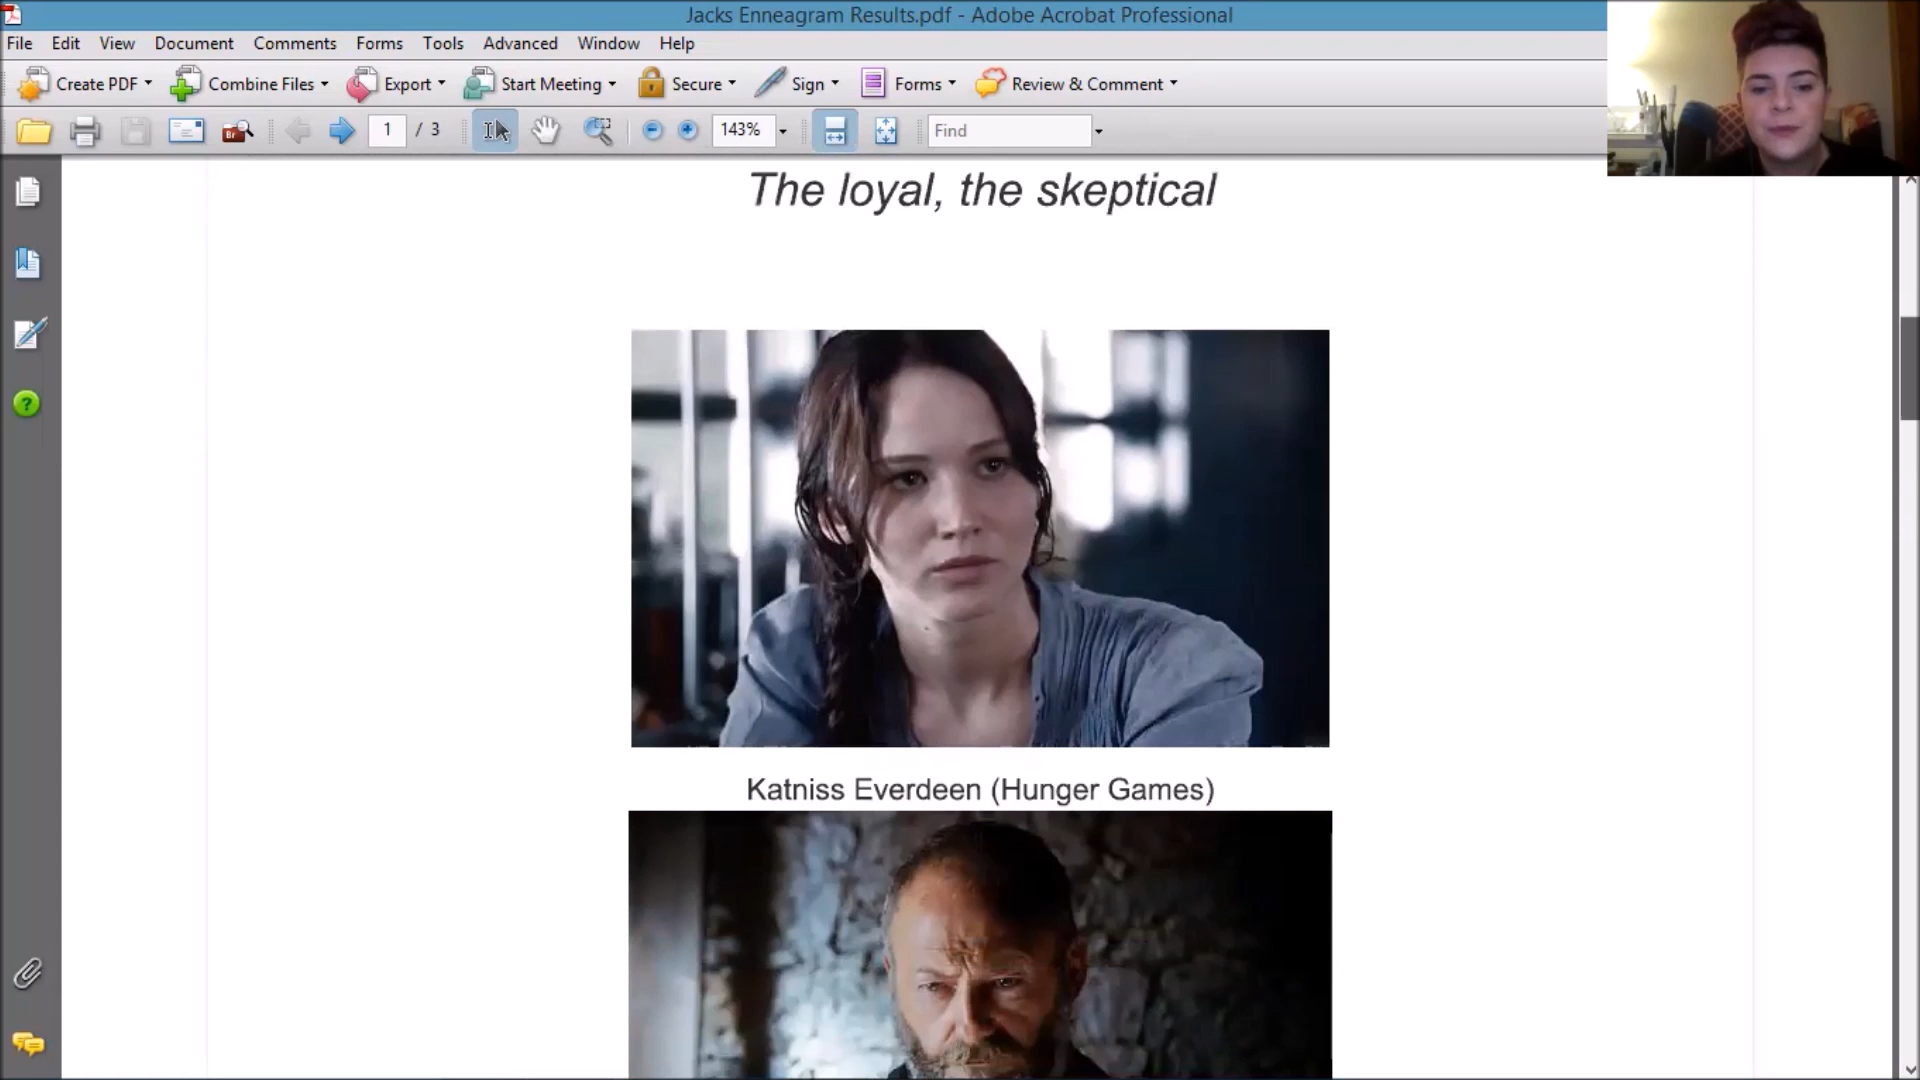 Jacks Enneagram Results.pdf - Adobe Acrobat Professional
File Edit View Document Comments Forms Tools Advanced Window Help
Create PDF Combine Files Export Start Meeting Secure Sign Forms Review & Comment
1 / 3 143% Find
The loyal, the skeptical
Katniss Everdeen (Hunger Games)